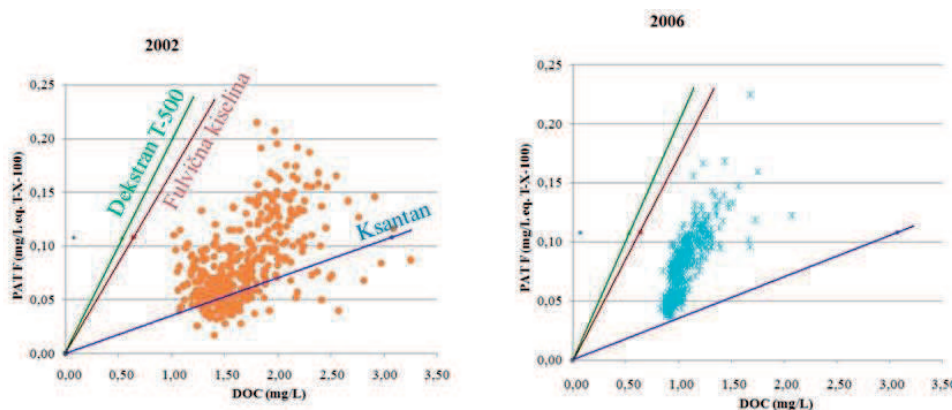 2002
PAT F (mg/L eq. T-X-100)
0,25
0,20
0,15
0,10
0,05
0,00
Dekstran T-500
Fulvična kiselina
Ksantan
0,00 0,50 1,00 1,50 2,00 2,50 3,00 3,50
DOC (mg/L)
2006
PAT F (mg/L eq. T-X-100)
0,25
0,20
0,15
0,10
0,05
0,00
0,00 0,50 1,00 1,50 2,00 2,50 3,00 3,50
DOC (mg/L)